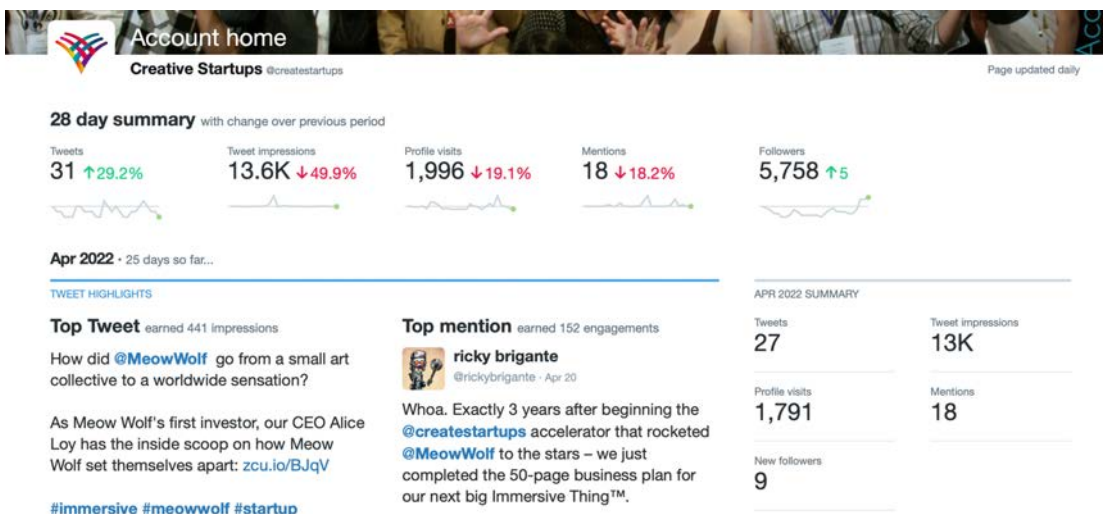 Account home
Creative Startups @createstartups
Page updated daily
28 day summary with change over previous period
Tweets
31 ↑29.2%
Tweet impressions
13.6K ↓49.9%
Profile visits
1,996 ↓19.1%
Mentions
18 ↓18.2%
Followers
5,758 ↑5
Apr 2022 · 25 days so far...
TWEET HIGHLIGHTS
Top Tweet earned 441 impressions
How did @MeowWolf go from a small art
collective to a worldwide sensation?
As Meow Wolf's first investor, our CEO Alice
Loy has the inside scoop on how Meow
Wolf set themselves apart: zcu.io/BJqV
#immersive #meowwolf #startup
Top mention earned 152 engagements
ricky brigante
@rickybrigante · Apr 20
Whoa. Exactly 3 years after beginning the
@createstartups accelerator that rocketed
@MeowWolf to the stars – we just
completed the 50-page business plan for
our next big Immersive Thing™.
APR 2022 SUMMARY
Tweets
27
Tweet impressions
13K
Profile visits
1,791
Mentions
18
New followers
9